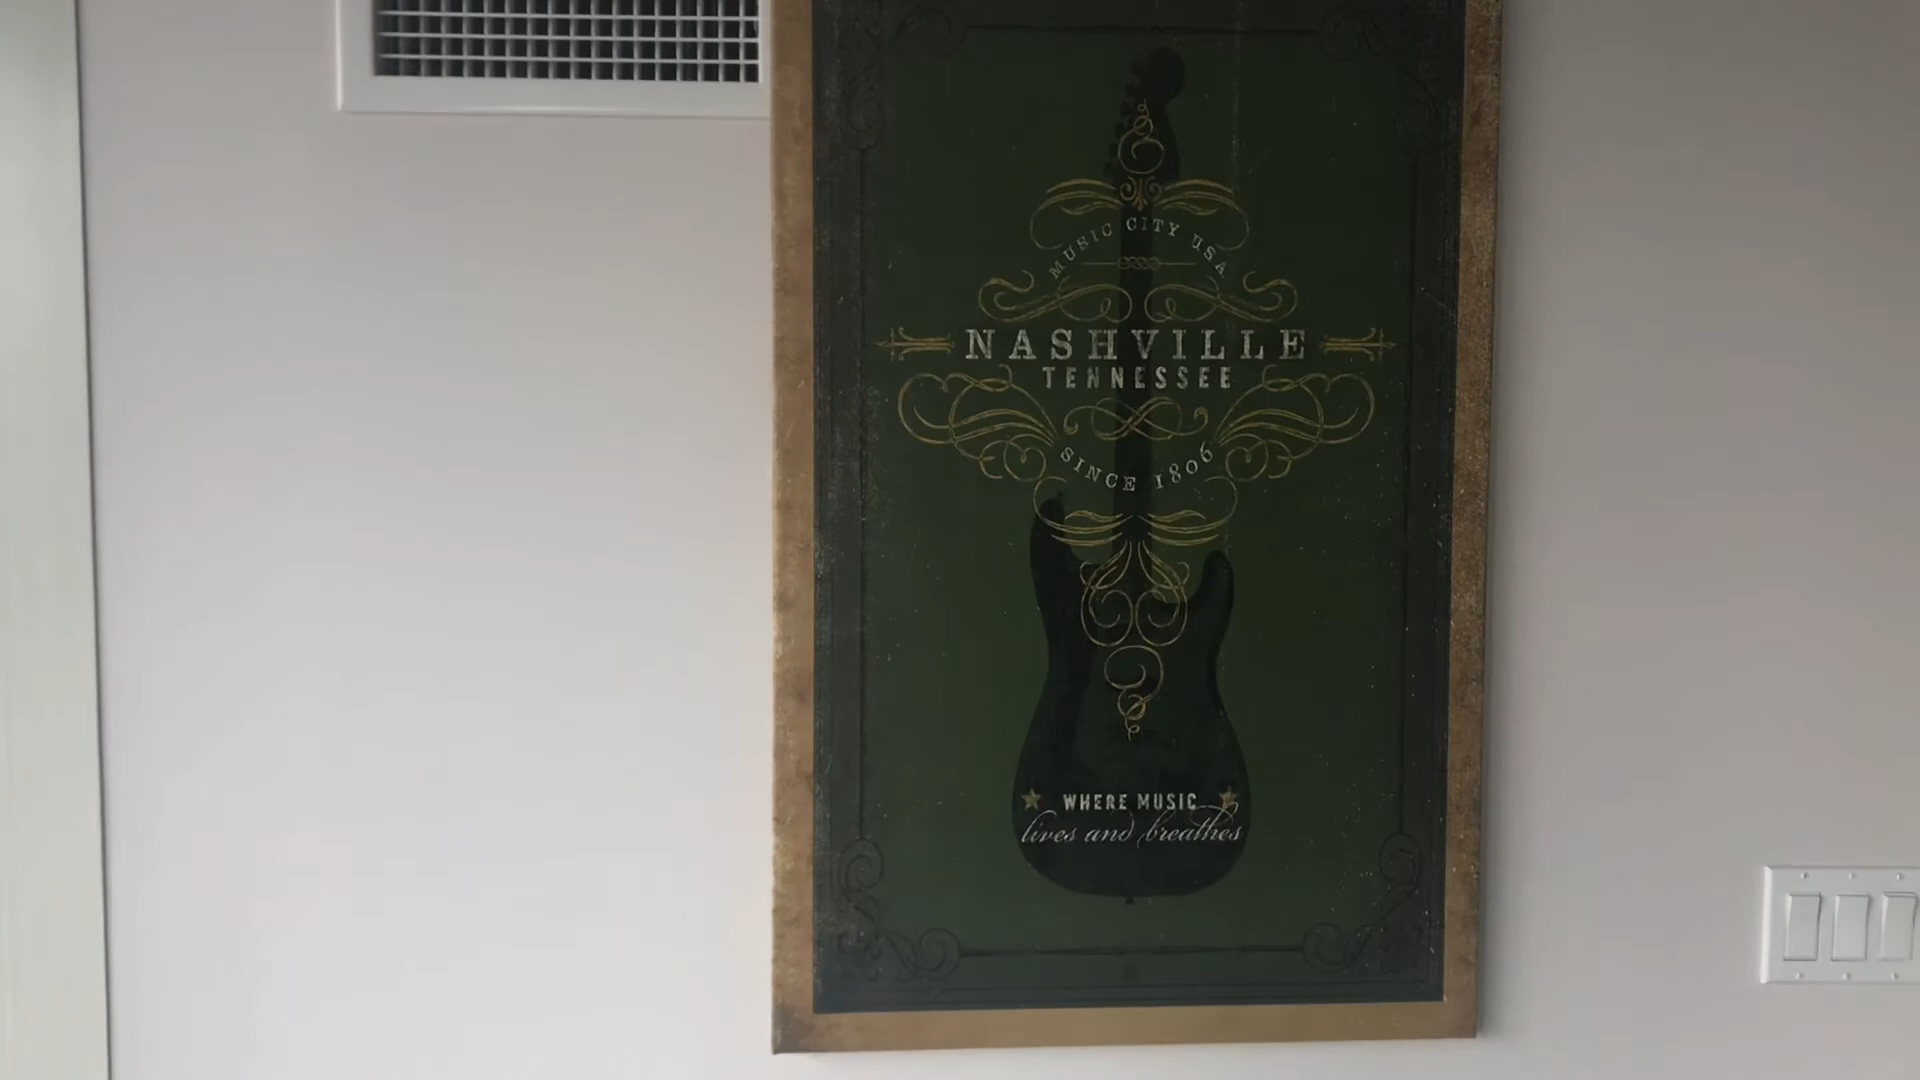 MUSIC CITY USA
NASHVILLE
TENNESSEE
SINCE 1806
WHERE MUSIC
lives and breathes